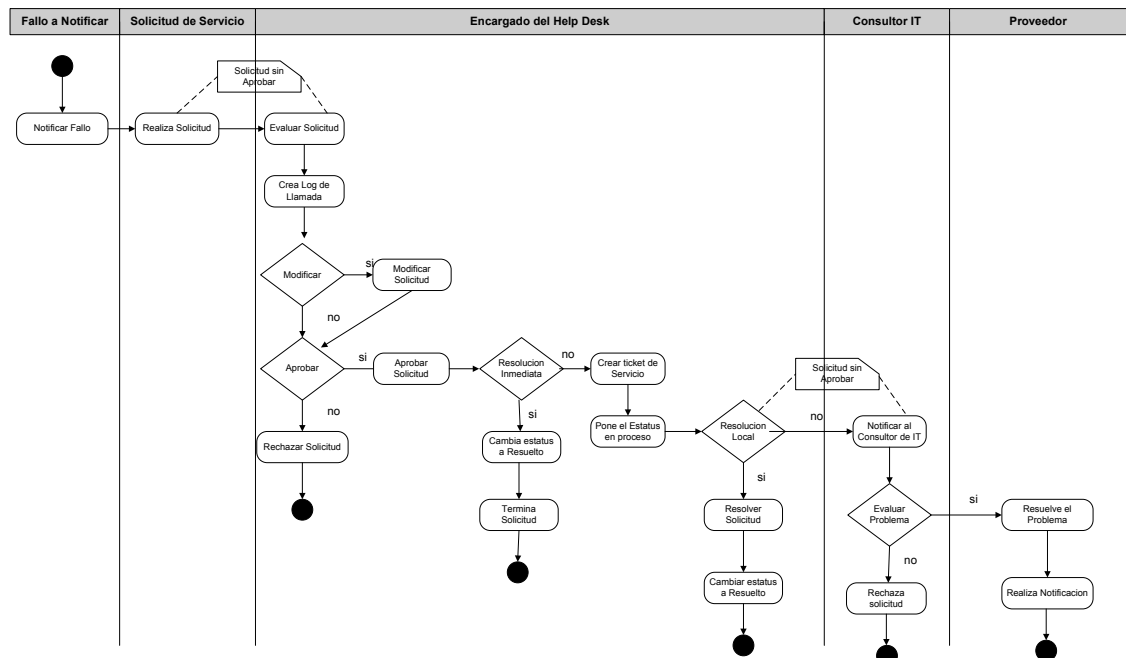 Fallo a Notificar
Solicitud de Servicio
Encargado del Help Desk
Consultor IT
Proveedor
Solicitud sin
Aprobar
Notificar Fallo
Realiza Solicitud
Evaluar Solicitud
Crea Log de
Llamada
Modificar
si
Modificar
Solicitud
no
Aprobar
si
Aprobar
Solicitud
Resolucion
Inmediata
no
Crear ticket de
Servicio
Solicitud sin
Aprobar
no
Rechazar Solicitud
si
Cambia estatus
a Resuelto
Pone el Estatus
en proceso
Resolucion
Local
no
Notificar al
Consultor de IT
Termina
Solicitud
si
Resolver
Solicitud
Evaluar
Problema
si
Resuelve el
Problema
no
Cambiar estatus
a Resuelto
Rechaza
solicitud
Realiza Notificacion